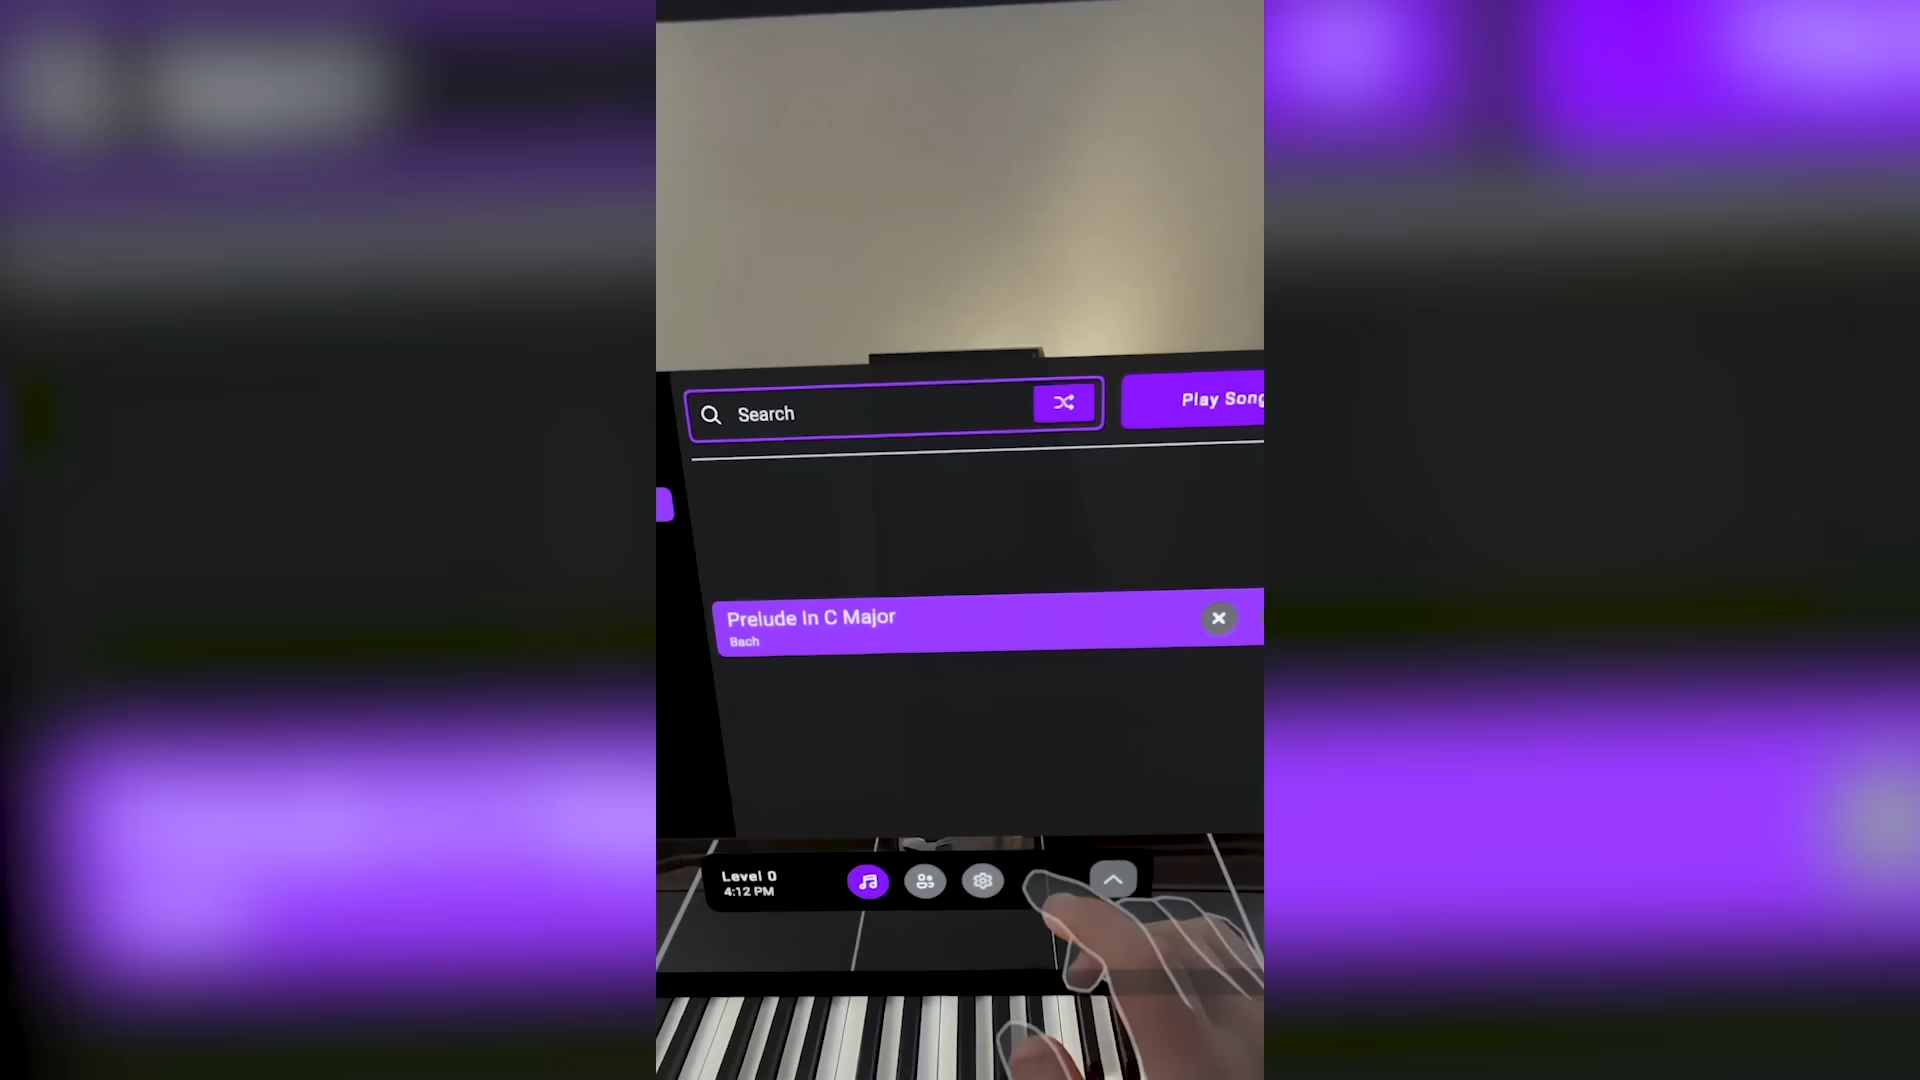 Search
Play Song
Prelude In C Major
Bach
Level 0
4:12 PM